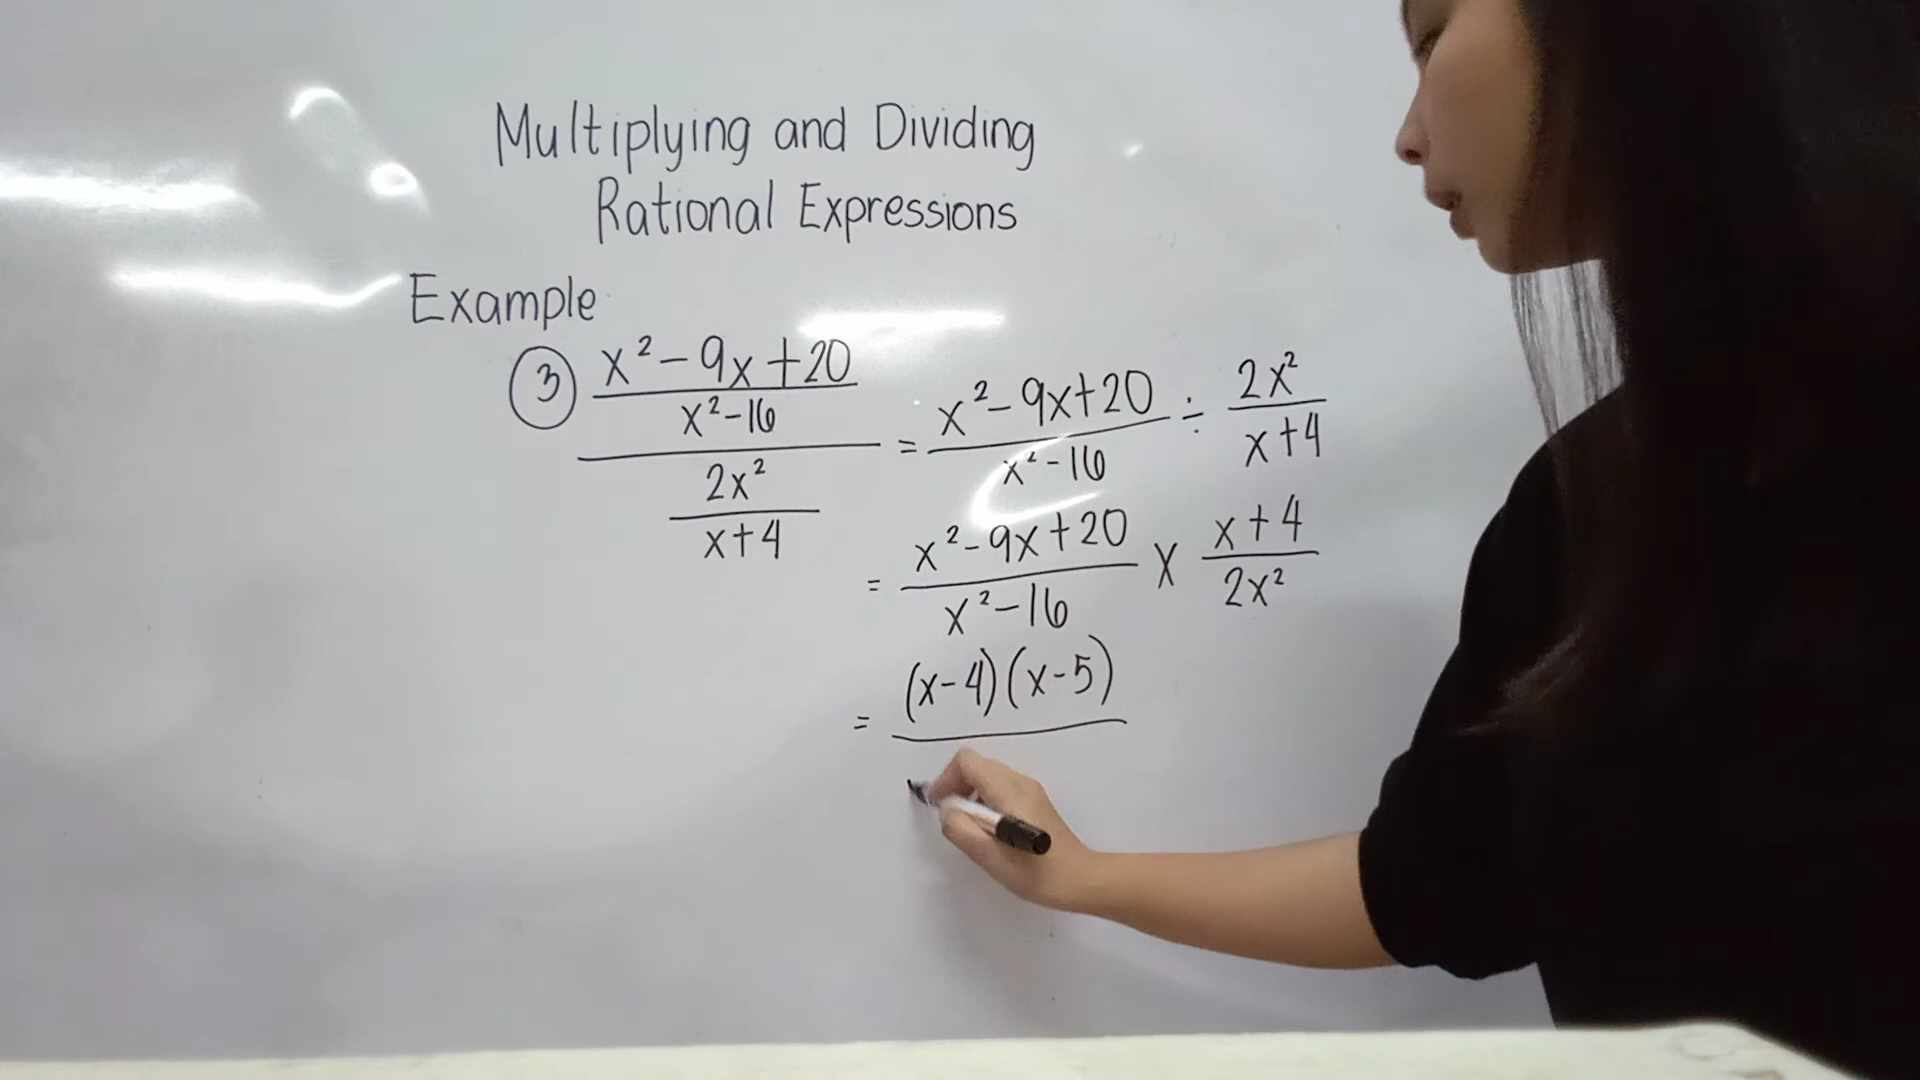 Multiplying and Dividing
Rational Expressions
Example
③ x²-9x+20
x²-16
2x²
x+4
= x²-9x+20 ÷ 2x²
x²-16 x+4
= x²-9x+20 x x+4
x²-16 2x²
= (x-4)(x-5)